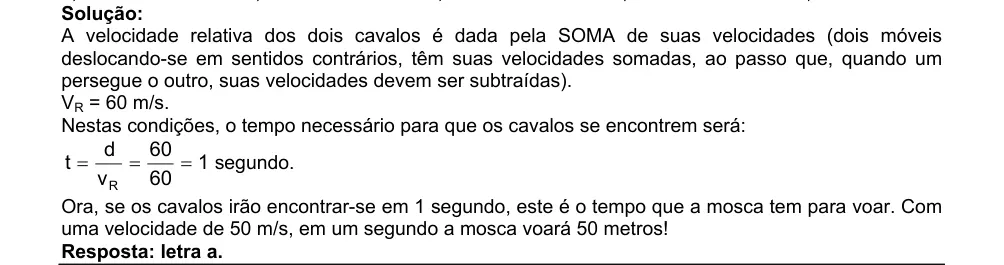 Solução:
A velocidade relativa dos dois cavalos é dada pela SOMA de suas velocidades (dois móveis
deslocando-se em sentidos contrários, têm suas velocidades somadas, ao passo que, quando um
persegue o outro, suas velocidades devem ser subtraídas).
V_R = 60 m/s.
Nestas condições, o tempo necessário para que os cavalos se encontrem será:
t = d/v_R = 60/60 = 1 segundo.
Ora, se os cavalos irão encontrar-se em 1 segundo, este é o tempo que a mosca tem para voar. Com
uma velocidade de 50 m/s, em um segundo a mosca voará 50 metros!
Resposta: letra a.